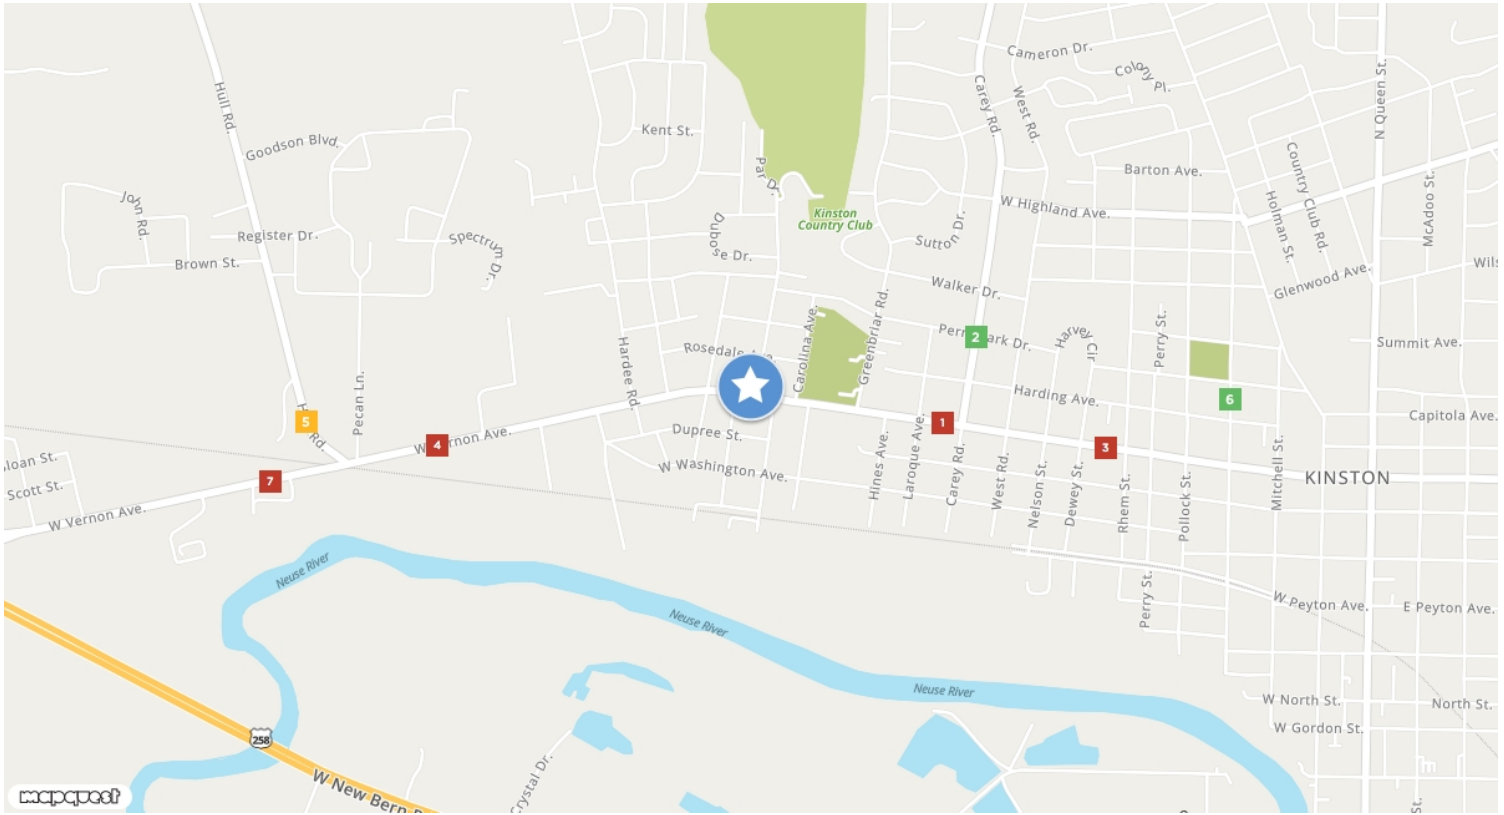 Cameron Dr.
Colony Pl.
Hull Rd.
Carey Rd.
West Rd.
N Queen St.
Kent St.
Goodson Blvd.
Par Dr.
Barton Ave.
Country Club Rd.
Holman St.
McAdoo St.
John Rd.
W Highland Ave.
Kinston
Country Club
Register Dr.
Spectrum Dr.
Dubose Dr.
Sutton Dr.
Brown St.
Glenwood Ave.
Walker Dr.
Carolina Ave.
Greenbriar Rd.
2
Harvey Cir
Perry St.
Summit Ave.
Hardee Rd.
Pecan Ln.
Harding Ave.
6
Capitola Ave.
5
1
Dupree St.
4
3
W Washington Ave.
Hines Ave.
Laroque Ave.
Carey Rd.
West Rd.
Nelson St.
Dewey St.
Rhem St.
Pollock St.
Mitchell St.
KINSTON
7
Scott St.
W Vernon Ave.
Neuse River
Perry St.
W Peyton Ave.
E Peyton Ave.
Neuse River
Neuse River
W North St.
North St.
W Gordon St.
258
Crystal Dr.
W New Bern
mapquest